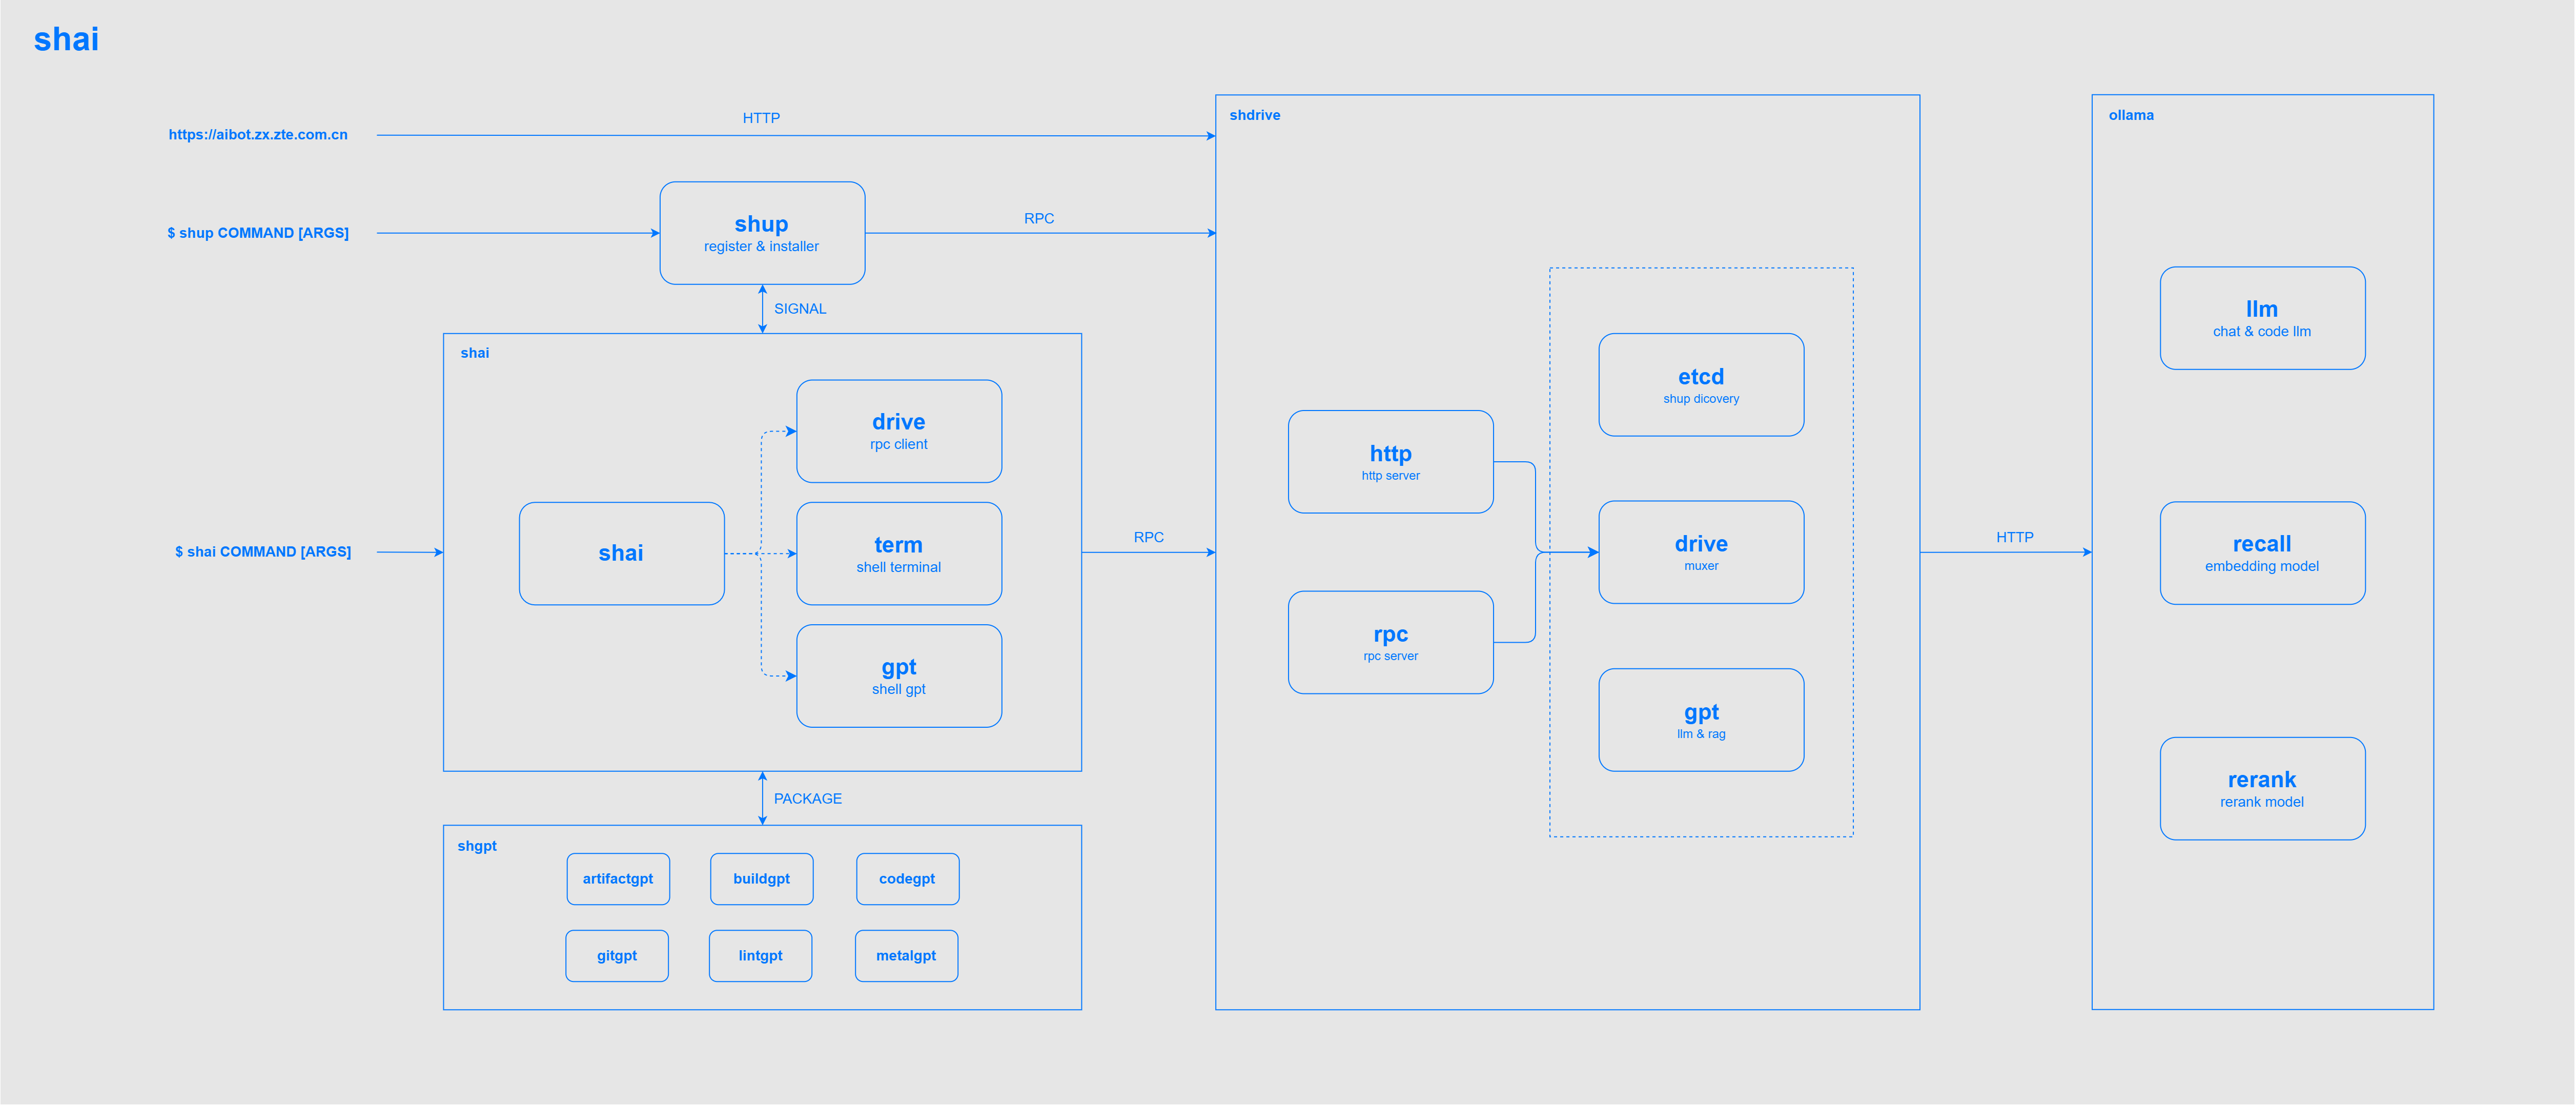 shai
https://aibot.zx.zte.com.cn
HTTP
$ shup COMMAND [ARGS]
shup
register & installer
RPC
SIGNAL
$ shai COMMAND [ARGS]
shai
shai
drive
rpc client
term
shell terminal
gpt
shell gpt
RPC
PACKAGE
shgpt
artifactgpt
buildgpt
codegpt
gitgpt
lintgpt
metalgpt
shdrive
http
http server
rpc
rpc server
etcd
shup dicovery
drive
muxer
gpt
llm & rag
HTTP
ollama
llm
chat & code llm
recall
embedding model
rerank
rerank model